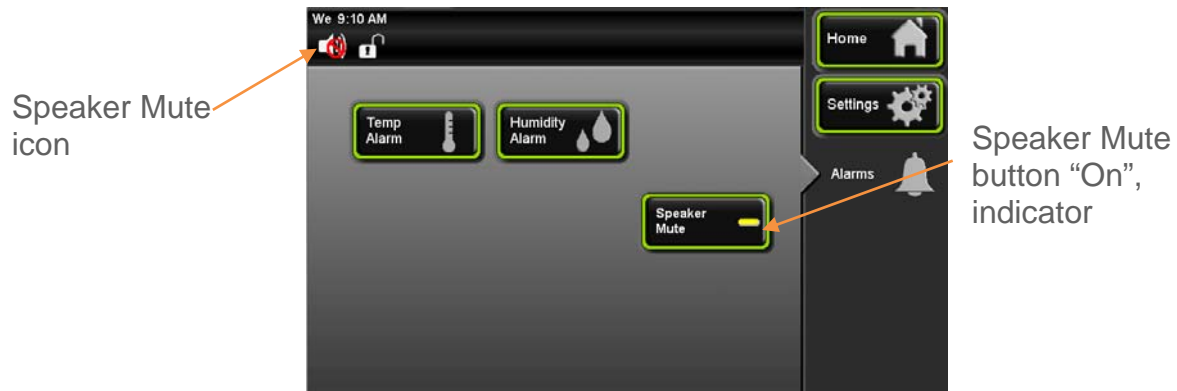 We 9:10 AM
Home
Speaker Mute
icon
Settings
Temp
Alarm
Humidity
Alarm
Speaker Mute
button “On”,
indicator
Alarms
Speaker
Mute